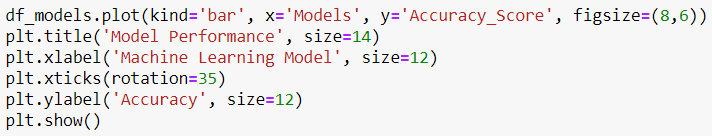 df_models.plot(kind='bar', x='Models', y='Accuracy_Score', figsize=(8,6))
plt.title('Model Performance', size=14)
plt.xlabel('Machine Learning Model', size=12)
plt.xticks(rotation=35)
plt.ylabel('Accuracy', size=12)
plt.show()